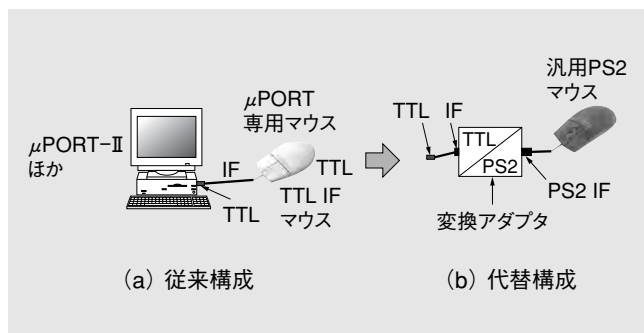 μPORT-Ⅱ
ほか
μPORT
専用マウス
IF
TTL
TTL
TTL IF
マウス
(a) 従来構成
汎用PS2
マウス
TTL
IF
TTL
PS2
PS2 IF
変換アダプタ
(b) 代替構成